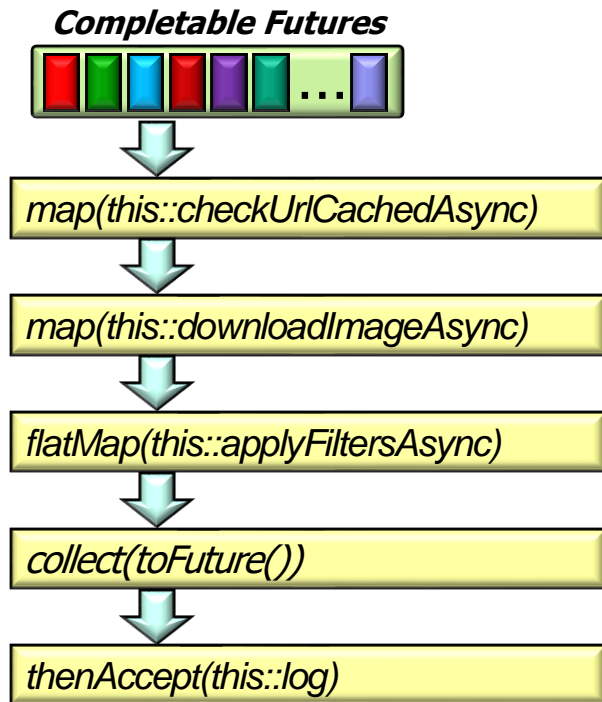 Completable Futures
...
map(this::checkUrlCachedAsync)
map(this::downloadImageAsync)
flatMap(this::applyFiltersAsync)
collect(toFuture())
thenAccept(this::log)